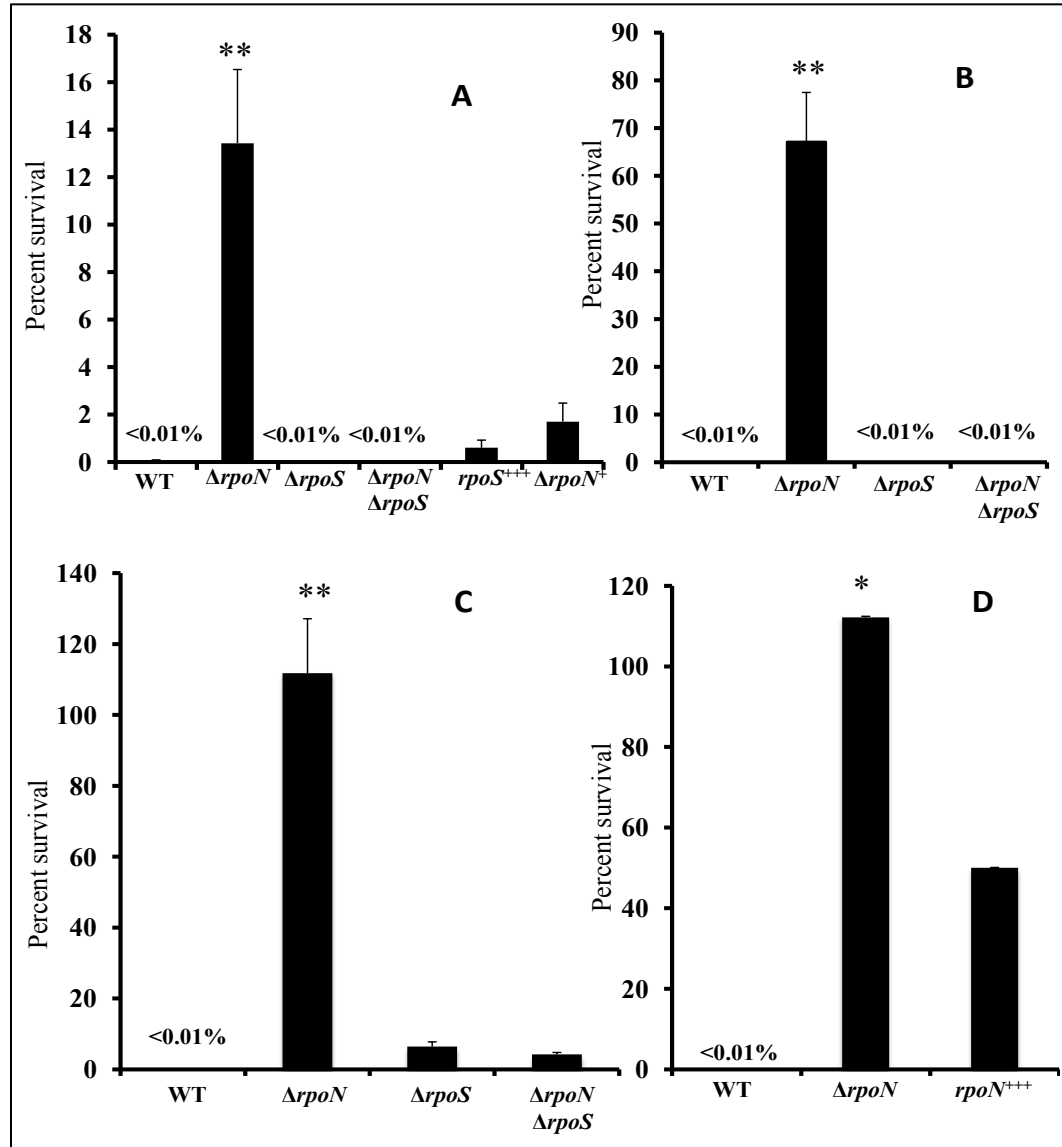 18
16
14
12
10
8
6
4
2
0
Percent survival
**
A
<0.01%
<0.01%
<0.01%
WT
ΔrpoN
ΔrpoS
ΔrpoN
ΔrpoS
rpoS+++
ΔrpoN+
90
80
70
60
50
40
30
20
10
0
Percent survival
**
B
<0.01%
<0.01%
<0.01%
WT
ΔrpoN
ΔrpoS
ΔrpoN
ΔrpoS
140
120
100
80
60
40
20
0
Percent survival
**
C
<0.01%
WT
ΔrpoN
ΔrpoS
ΔrpoN
ΔrpoS
120
100
80
60
40
20
0
Percent survival
*
D
<0.01%
WT
ΔrpoN
rpoN+++